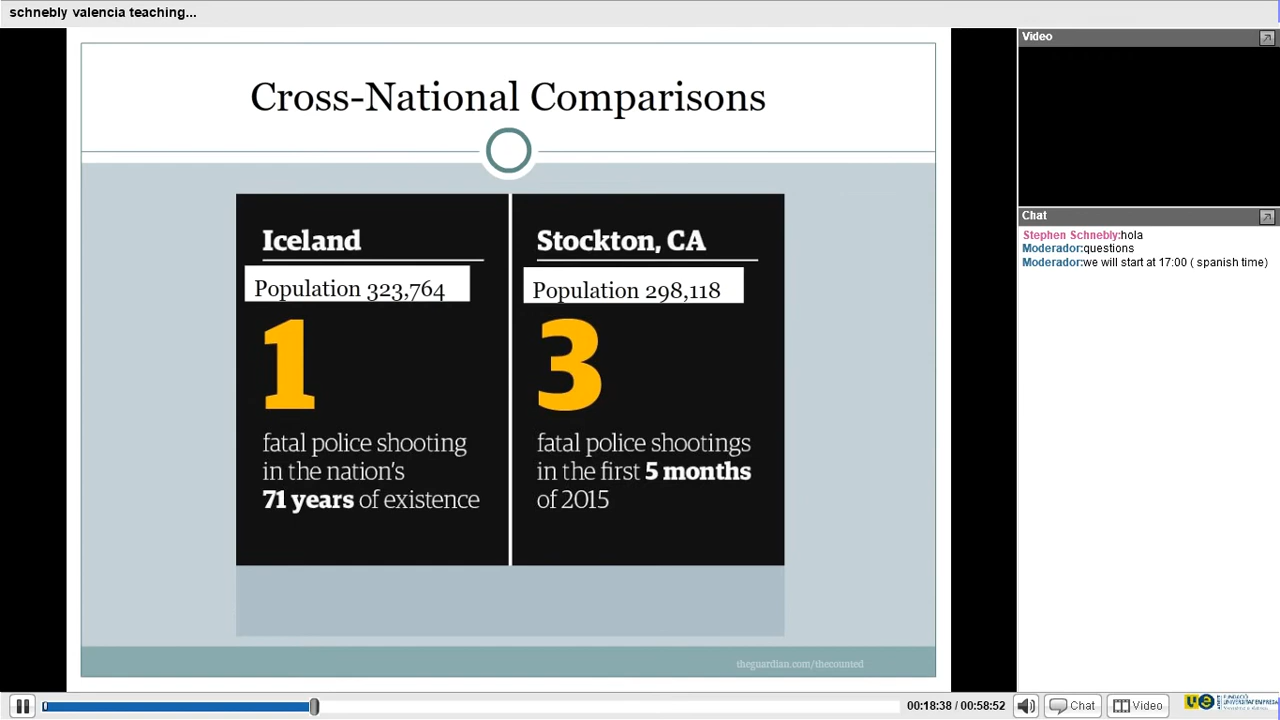 schnebly valencia teaching...
Cross-National Comparisons
Iceland
Population 323,764
1
fatal police shooting
in the nation's
71 years of existence
Stockton, CA
Population 298,118
3
fatal police shootings
in the first 5 months
of 2015
theguardian.com/thecounted
Video
Chat
Stephen Schnebly:hola
Moderador:questions
Moderador:we will start at 17:00 ( spanish time)
00:18:38 / 00:58:52
Chat
Video